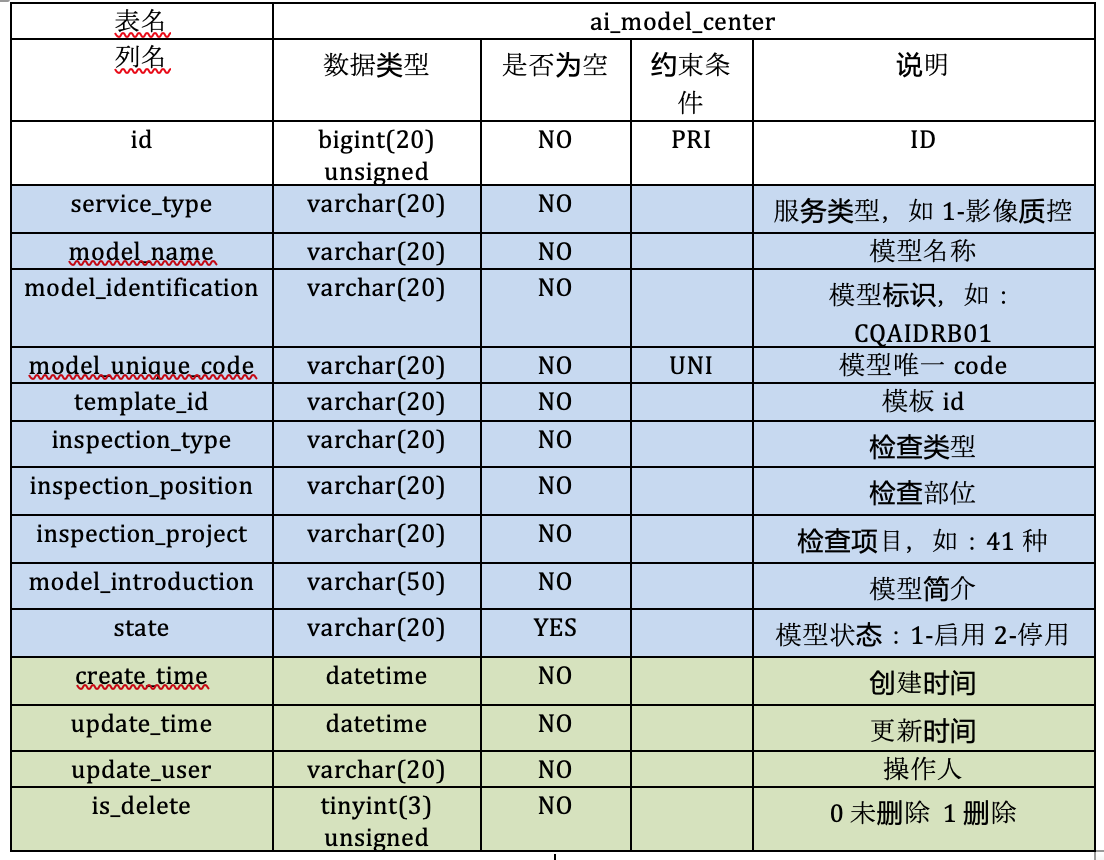 表名 ai_model_center
列名 数据类型 是否为空 约束条件 说明
id bigint(20) unsigned NO PRI ID
service_type varchar(20) NO 服务类型，如 1-影像质控
model_name varchar(20) NO 模型名称
model_identification varchar(20) NO 模型标识，如：CQAIDRB01
model_unique_code varchar(20) NO UNI 模型唯一 code
template_id varchar(20) NO 模板 id
inspection_type varchar(20) NO 检查类型
inspection_position varchar(20) NO 检查部位
inspection_project varchar(20) NO 检查项目，如：41 种
model_introduction varchar(50) NO 模型简介
state varchar(20) YES 模型状态：1-启用 2-停用
create_time datetime NO 创建时间
update_time datetime NO 更新时间
update_user varchar(20) NO 操作人
is_delete tinyint(3) unsigned NO 0 未删除 1 删除